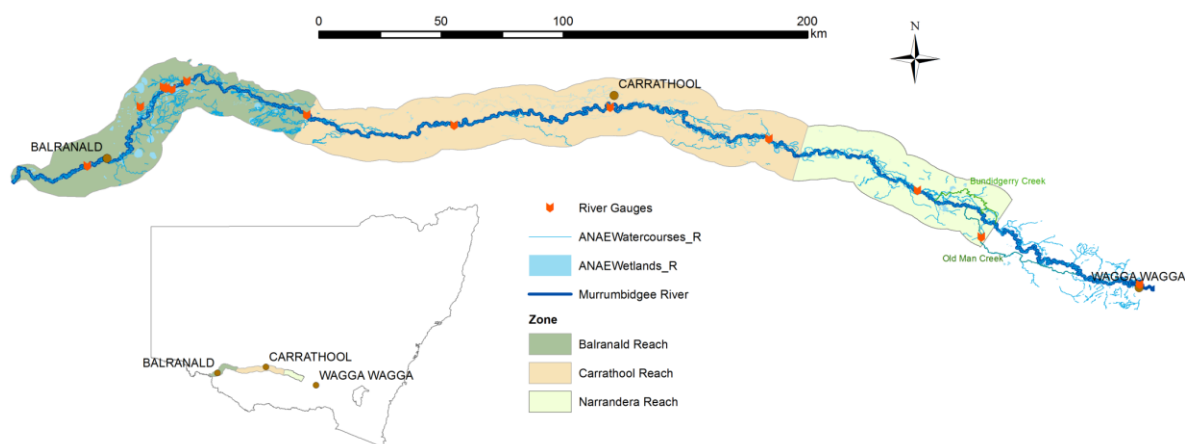 0 50 100 200
km
N
CARRATHOOL
BALRANALD
Bundidgerry Creek
Old Man Creek
WAGGA WAGGA
River Gauges
ANAEWatercourses_R
ANAEWetlands_R
Murrumbidgee River
Zone
Balranald Reach
Carrathool Reach
Narrandera Reach
BALRANALD
CARRATHOOL
WAGGA WAGGA